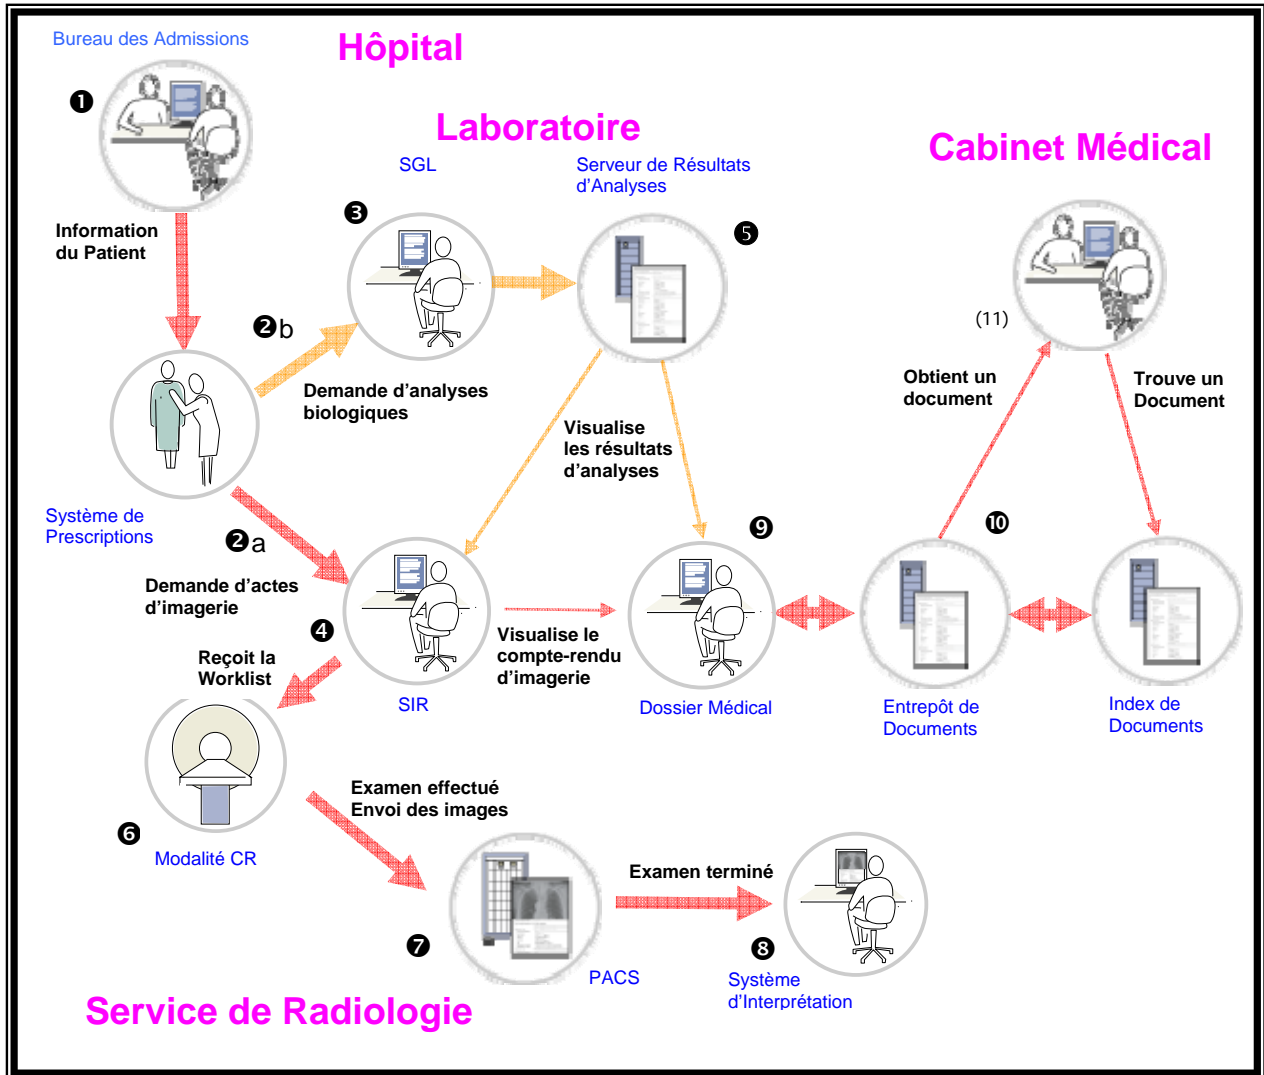 Bureau des Admissions
Hôpital
❶
Laboratoire
Cabinet Médical
SGL
Serveur de Résultats
d’Analyses
❸
❺
Information
du Patient
(11)
❷b
Obtient un
document
Trouve un
Document
Demande d’analyses
biologiques
Visualise
les résultats
d’analyses
Système de
Prescriptions
❷a
❾
❿
Demande d’actes
d’imagerie
❹
Reçoit la
Worklist
Visualise le
compte-rendu
d’imagerie
SIR
Dossier Médical
Entrepôt de
Documents
Index de
Documents
Examen effectué
Envoi des images
❻
Modalité CR
Examen terminé
❼
❽
PACS
Système
d’Interprétation
Service de Radiologie